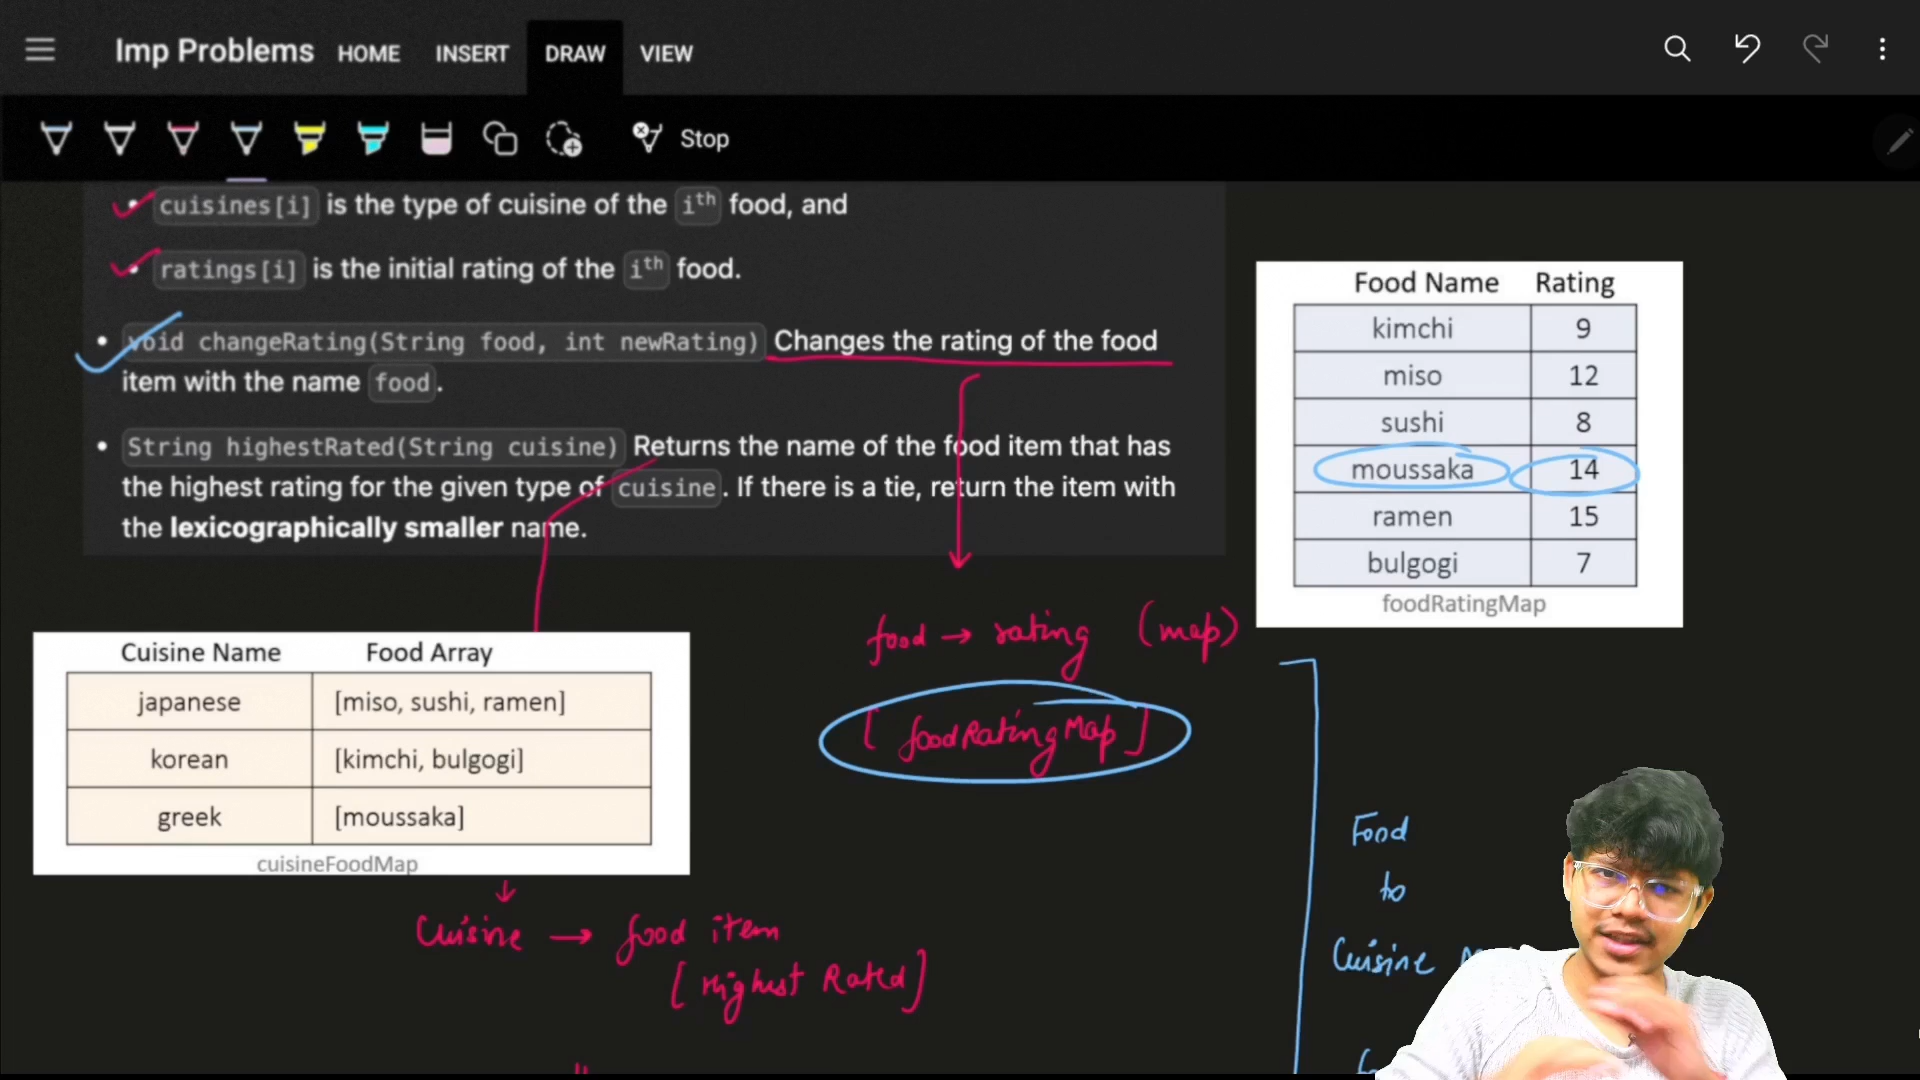 Imp Problems HOME INSERT DRAW VIEW
Stop
cuisines[i] is the type of cuisine of the ith food, and
ratings[i] is the initial rating of the ith food.
void changeRating(String food, int newRating) Changes the rating of the food
item with the name food.
String highestRated(String cuisine) Returns the name of the food item that has
the highest rating for the given type of cuisine. If there is a tie, return the item with
the lexicographically smaller name.
Food Name Rating
kimchi 9
miso 12
sushi 8
moussaka 14
ramen 15
bulgogi 7
foodRatingMap
Cuisine Name Food Array
japanese [miso, sushi, ramen]
korean [kimchi, bulgogi]
greek [moussaka]
cuisineFoodMap
food → rating (map)
[foodRatingMap]
Cuisine → food item
[Highest Rated]
Food
to
Cuisine